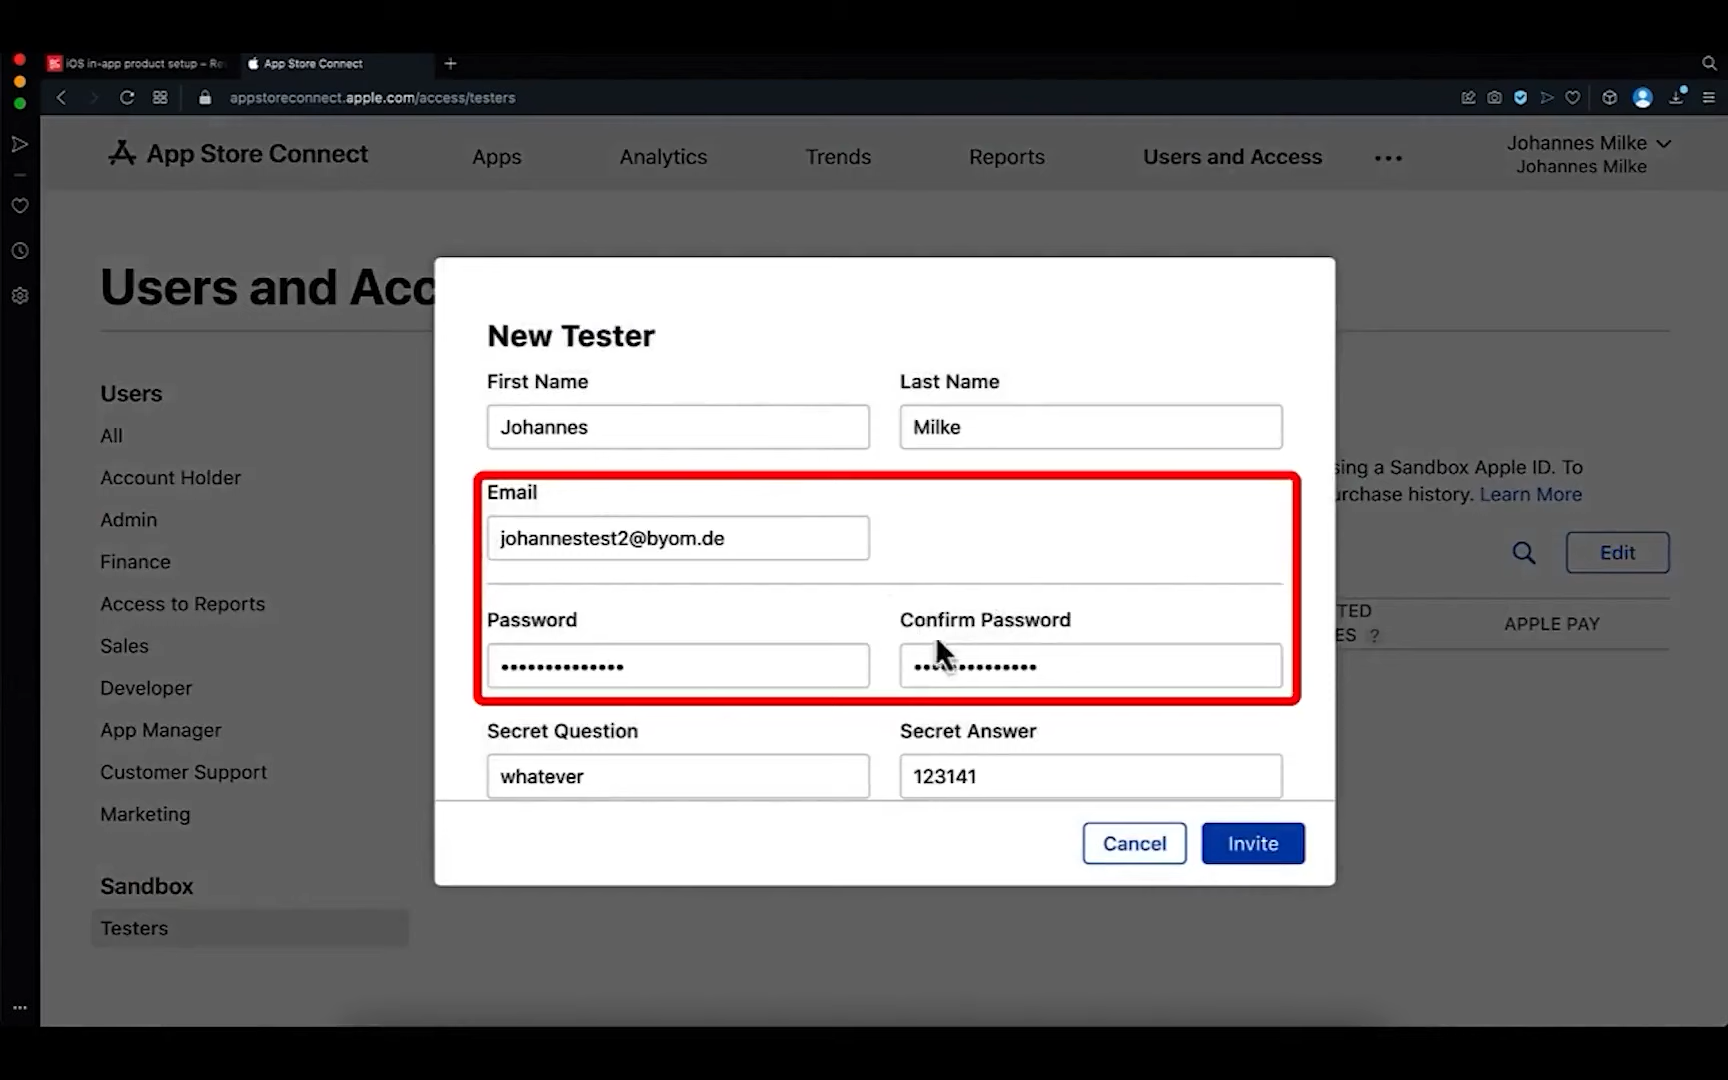 iOS in-app product setup – Re
App Store Connect
appstoreconnect.apple.com/access/testers
App Store Connect
Apps
Analytics
Trends
Reports
Users and Access
Johannes Milke
Johannes Milke
Users and Acc
Users
All
Account Holder
Admin
Finance
Access to Reports
Sales
Developer
App Manager
Customer Support
Marketing
Sandbox
Testers
New Tester
First Name
Last Name
Johannes
Milke
Email
johannestest2@byom.de
Password
Confirm Password
Secret Question
Secret Answer
whatever
123141
Cancel
Invite
sing a Sandbox Apple ID. To
urchase history. Learn More
Edit
TED
ES ?
APPLE PAY